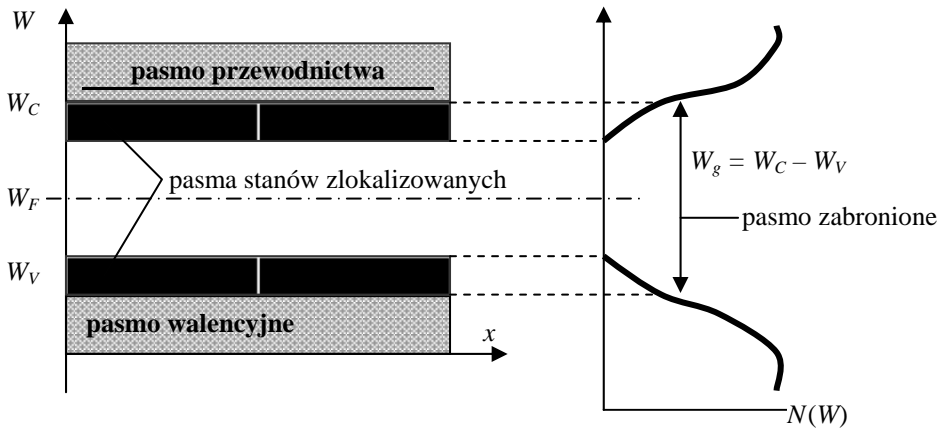 W
pasmo przewodnictwa
W_C
W_g = W_C – W_V
pasma stanów zlokalizowanych
W_F
pasmo zabronione
W_V
pasmo walencyjne
x
N(W)